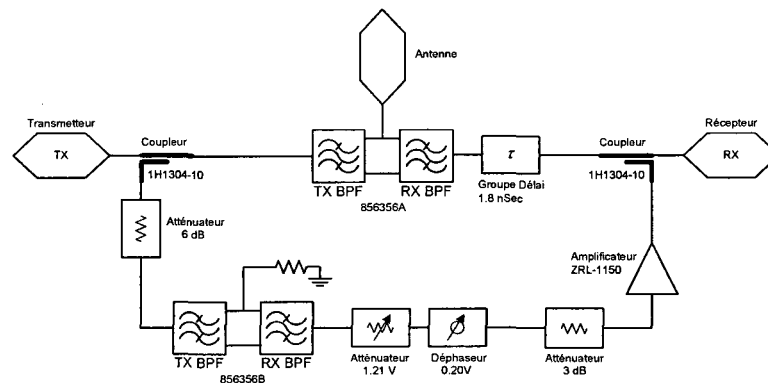 Antenne
Transmetteur
Récepteur
Coupleur
Coupleur
TX
τ
RX
1H1304-10
TX BPF
RX BPF
Groupe Délai
1.8 nSec
1H1304-10
856356A
Atténuateur
6 dB
Amplificateur
ZRL-1150
TX BPF
RX BPF
Atténuateur
1.21 V
Déphaseur
0.20V
Atténuateur
3 dB
856356B